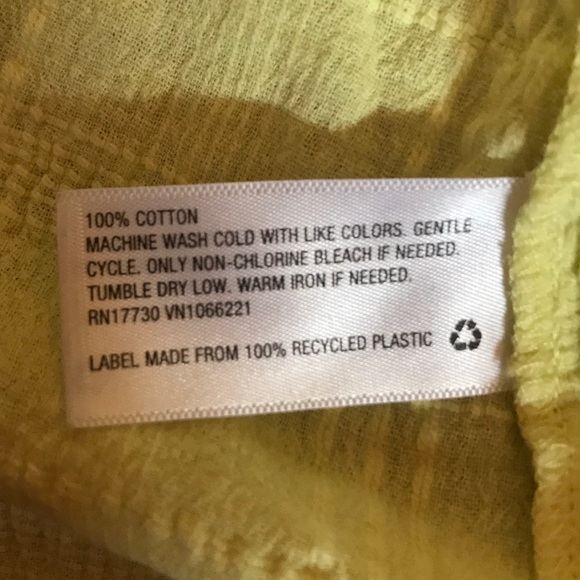 100% COTTON
MACHINE WASH COLD WITH LIKE COLORS. GENTLE
CYCLE. ONLY NON-CHLORINE BLEACH IF NEEDED.
TUMBLE DRY LOW. WARM IRON IF NEEDED.
RN17730 VN1066221
LABEL MADE FROM 100% RECYCLED PLASTIC